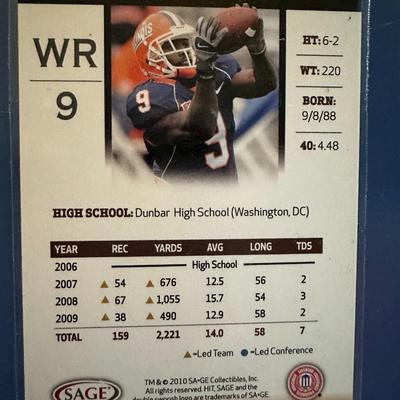 WR
9
ILLINOIS
9
9
HT: 6-2
WT: 220
BORN:
9/8/88
40: 4.48
HIGH SCHOOL: Dunbar High School (Washington, DC)
YEAR REC YARDS AVG LONG TDS
2006 High School
2007 ▲ 54 ▲ 676 12.5 56 2
2008 ▲ 67 ▲ 1,055 15.7 54 3
2009 ▲ 38 ▲ 490 12.9 58 2
TOTAL 159 2,221 14.0 58 7
▲=Led Team ●=Led Conference
SAGE
TM & © 2010 SA•GE Collectibles, Inc.
All rights reserved. HIT, SAGE and the
double swoosh logo are trademarks of SA•GE.